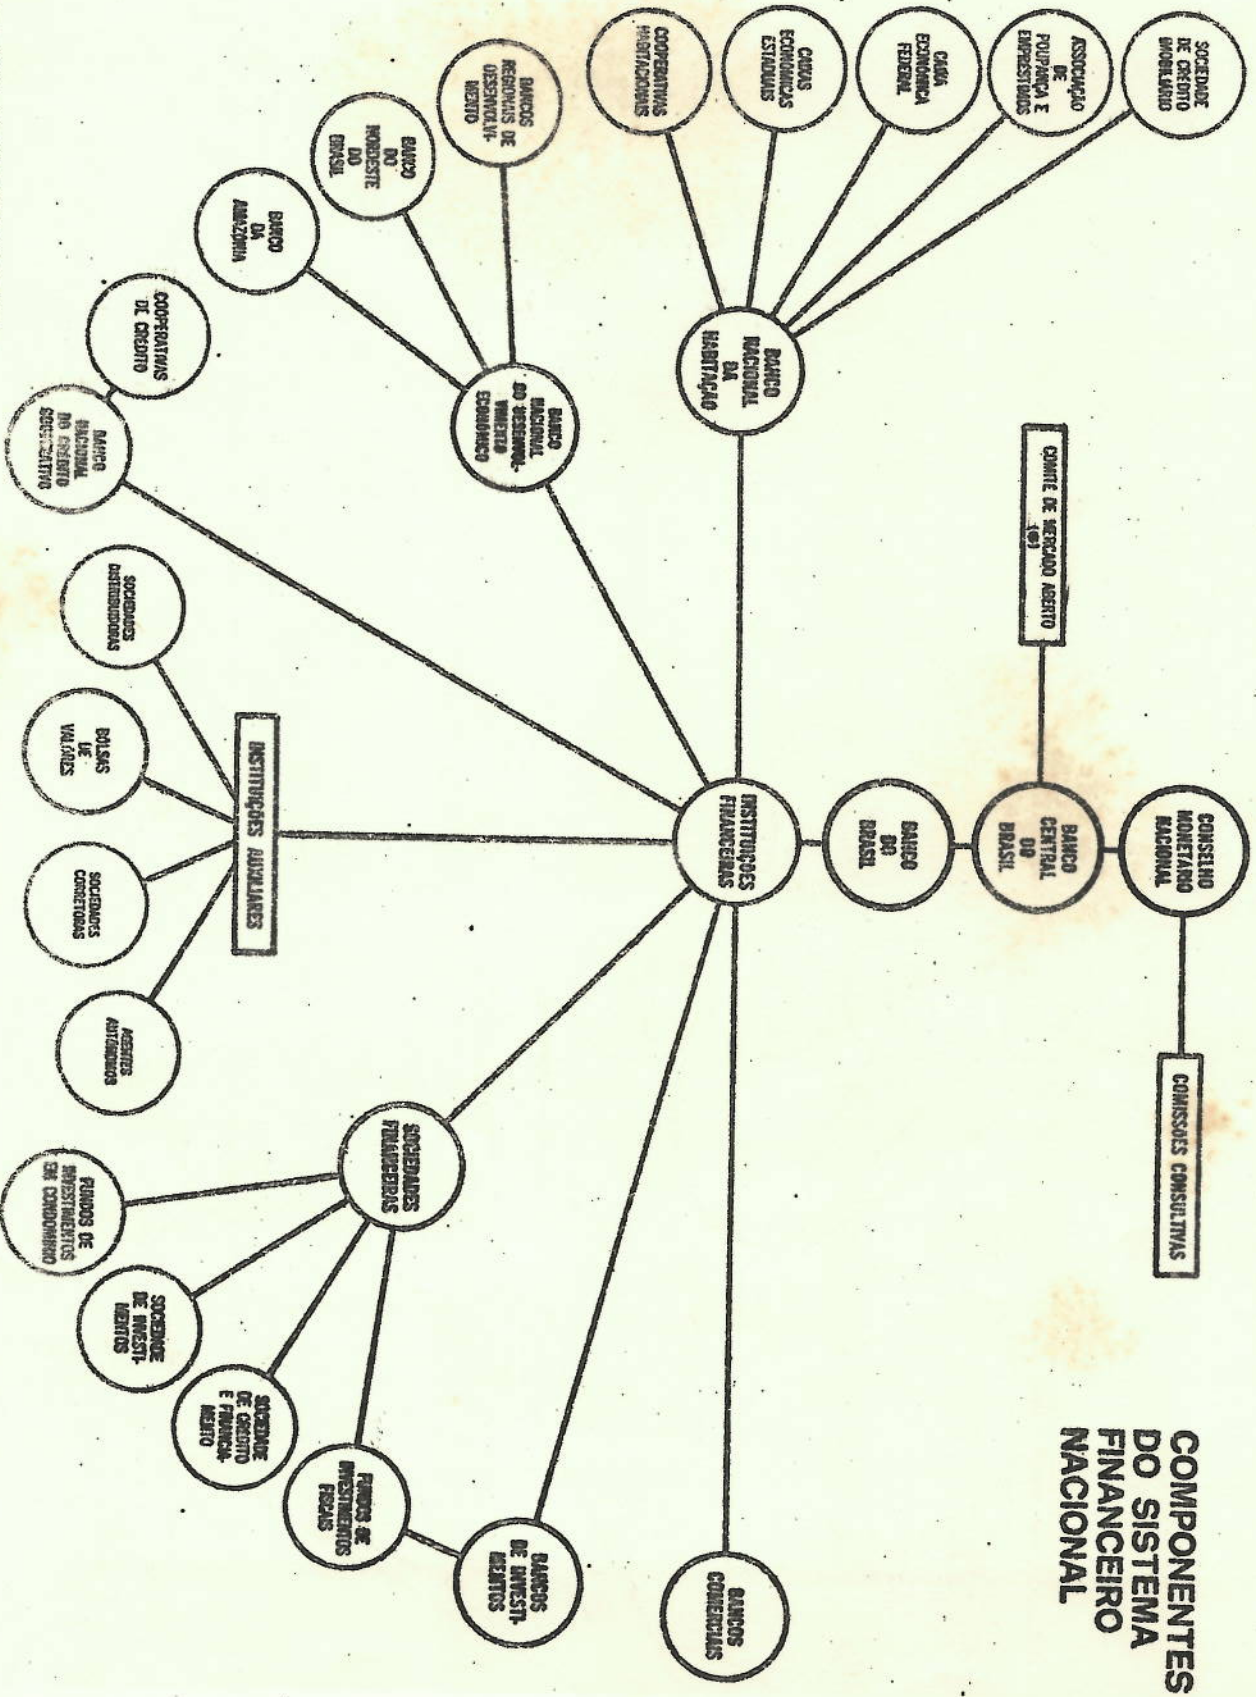 COMPONENTES
DO SISTEMA
FINANCEIRO
NACIONAL
CONSELHO
MONETÁRIO
NACIONAL
COMISSÕES CONSULTIVAS
BANCO
CENTRAL
DO
BRASIL
COMITÊ DE MERCADO ABERTO
BANCO
DO
BRASIL
INSTITUIÇÕES
FINANCEIRAS
SOCIEDADE
DE CRÉDITO
IMOBILIÁRIO
ASSOCIAÇÃO
DE
POUPANÇA E
EMPRÉSTIMOS
CAIXA
ECONÔMICA
FEDERAL
CAIXAS
ECONÔMICAS
ESTADUAIS
COOPERATIVAS
HABITACIONAIS
BANCO
NACIONAL
DA
HABITAÇÃO
BANCOS
REGIONAIS DE
DESENVOLVI-
MENTO
BANCO
DO
NORDESTE
DO
BRASIL
BANCO
DA
AMAZÔNIA
BANCO
NACIONAL
DO DESENVOL-
VIMENTO
ECONÔMICO
COOPERATIVAS
DE CRÉDITO
BANCO
NACIONAL
DO CRÉDITO
COOPERATIVO
INSTITUIÇÕES AUXILIARES
SOCIEDADES
DISTRIBUIDORAS
BOLSAS
DE
VALORES
SOCIEDADES
CORRETORAS
AGENTES
AUTÔNOMOS
SOCIEDADES
FINANCEIRAS
FUNDOS DE
INVESTIMENTOS
EM CONDOMÍNIO
SOCIEDADE
DE INVESTI-
MENTOS
SOCIEDADE
DE CRÉDITO
E FINANCIA-
MENTO
FUNDOS DE
INVESTIMENTOS
FISCAIS
BANCOS
DE INVESTI-
MENTOS
BANCOS
COMERCIAIS